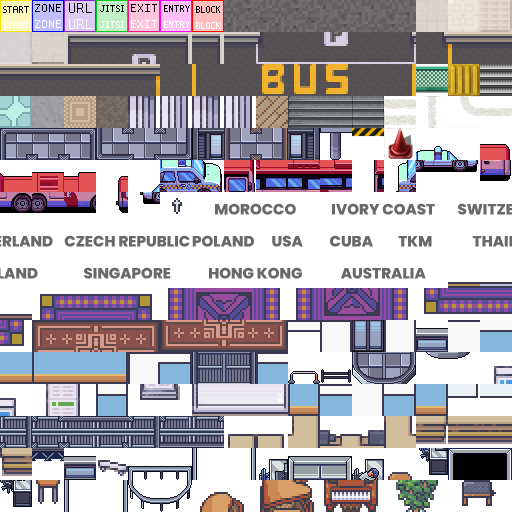 START ZONE URL JITSI EXIT ENTRY BLOCK
START ZONE URL JITSI EXIT ENTRY BLOCK
BUS
MOROCCO IVORY COAST SWITZE
ERLAND CZECH REPUBLIC POLAND USA CUBA TKM THAI
LAND SINGAPORE HONG KONG AUSTRALIA